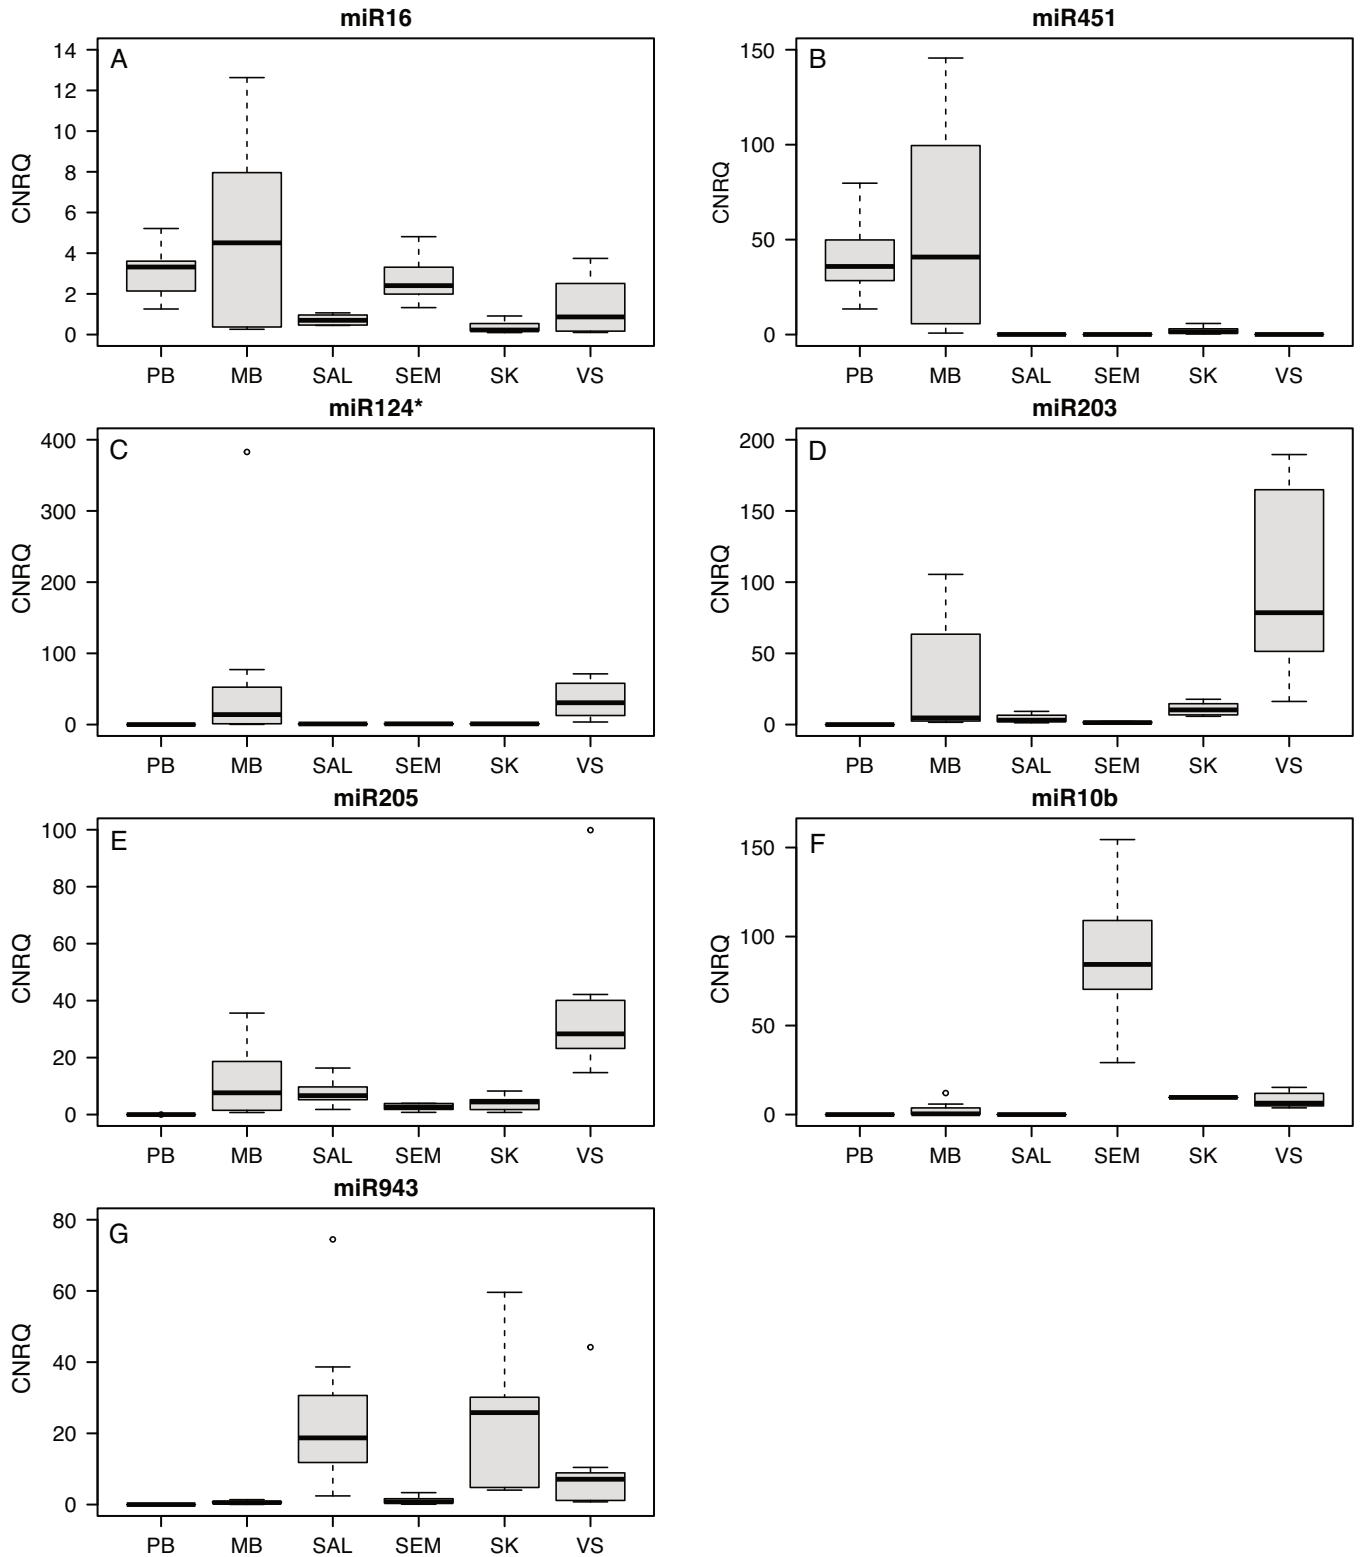 miR16
A
14
12
10
8
6
4
2
0
CNRQ
PB MB SAL SEM SK VS
miR451
B
150
100
50
0
CNRQ
PB MB SAL SEM SK VS
miR124*
C
400
300
200
100
0
CNRQ
PB MB SAL SEM SK VS
miR203
D
200
150
100
50
0
CNRQ
PB MB SAL SEM SK VS
miR205
E
100
80
60
40
20
0
CNRQ
PB MB SAL SEM SK VS
miR10b
F
150
100
50
0
CNRQ
PB MB SAL SEM SK VS
miR943
G
80
60
40
20
0
CNRQ
PB MB SAL SEM SK VS